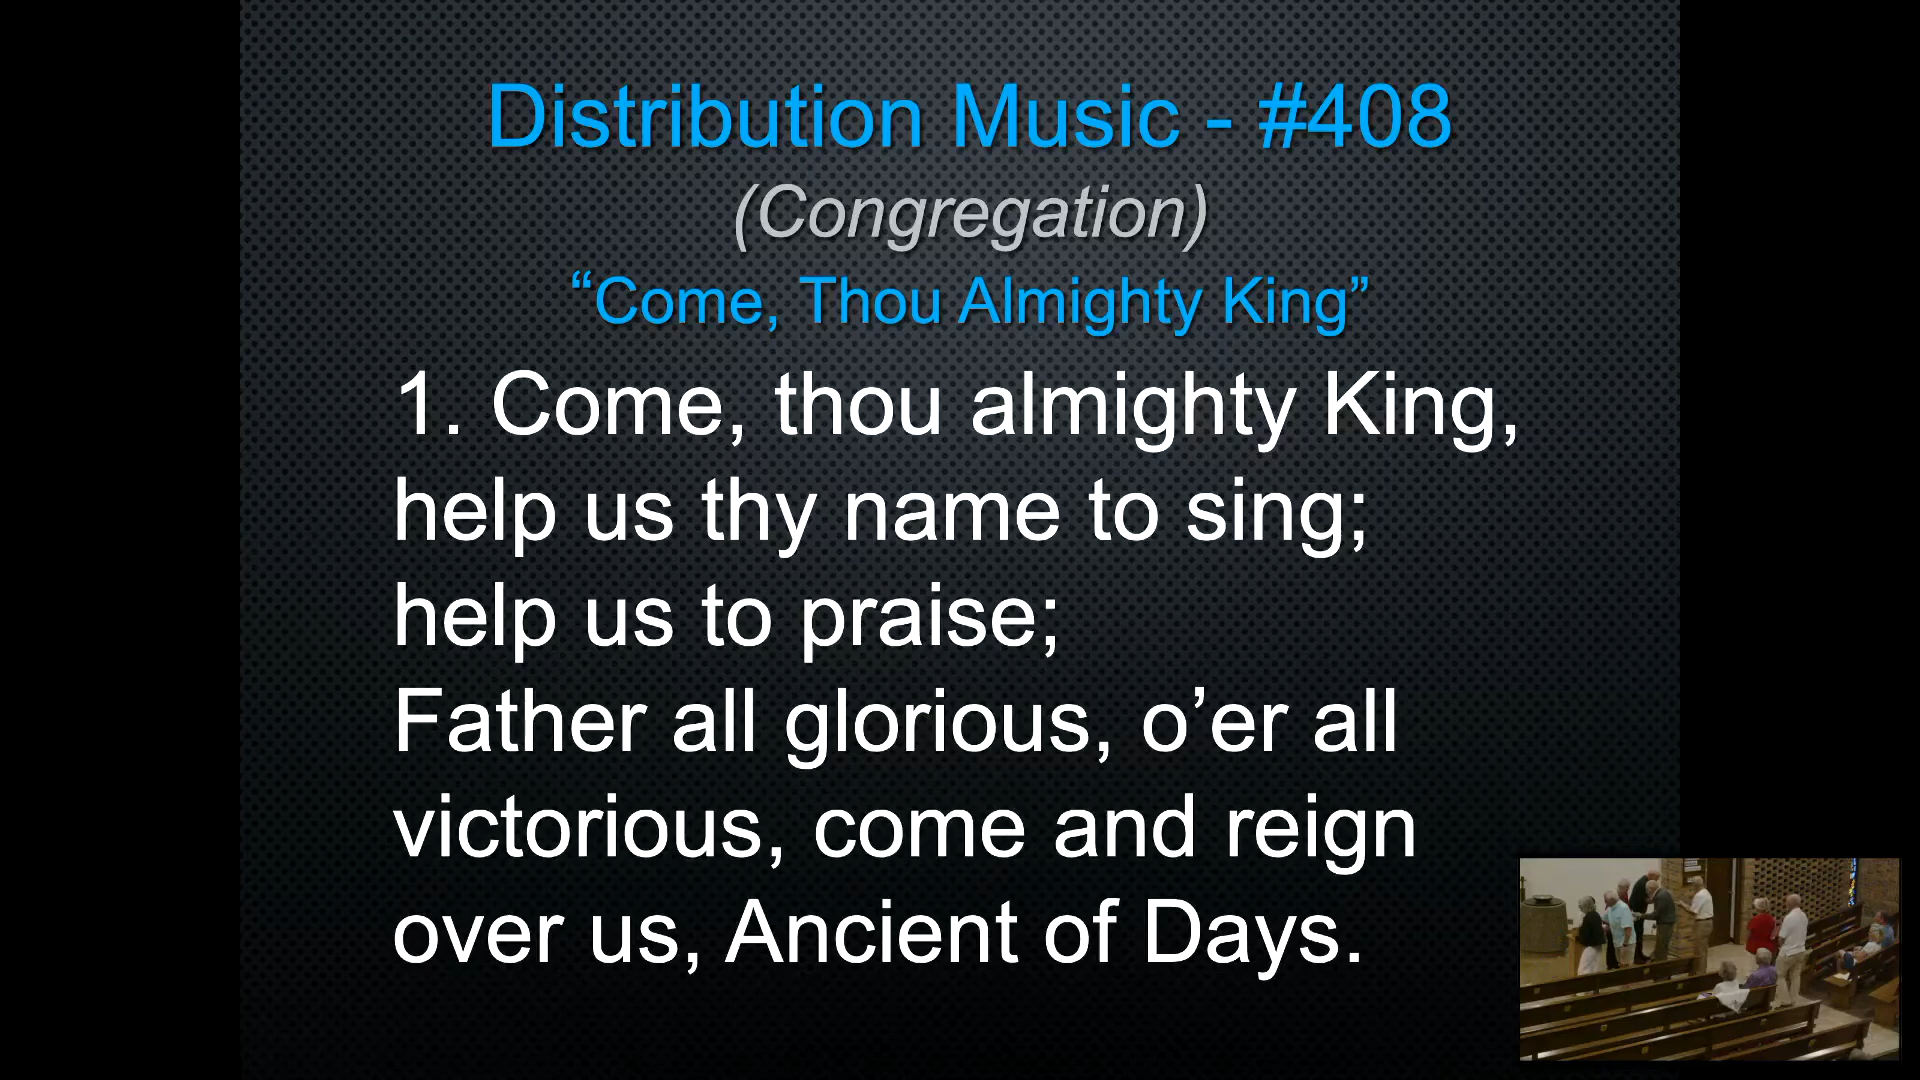 Distribution Music - #408
(Congregation)
“Come, Thou Almighty King”
1. Come, thou almighty King,
help us thy name to sing;
help us to praise;
Father all glorious, o’er all
victorious, come and reign
over us, Ancient of Days.